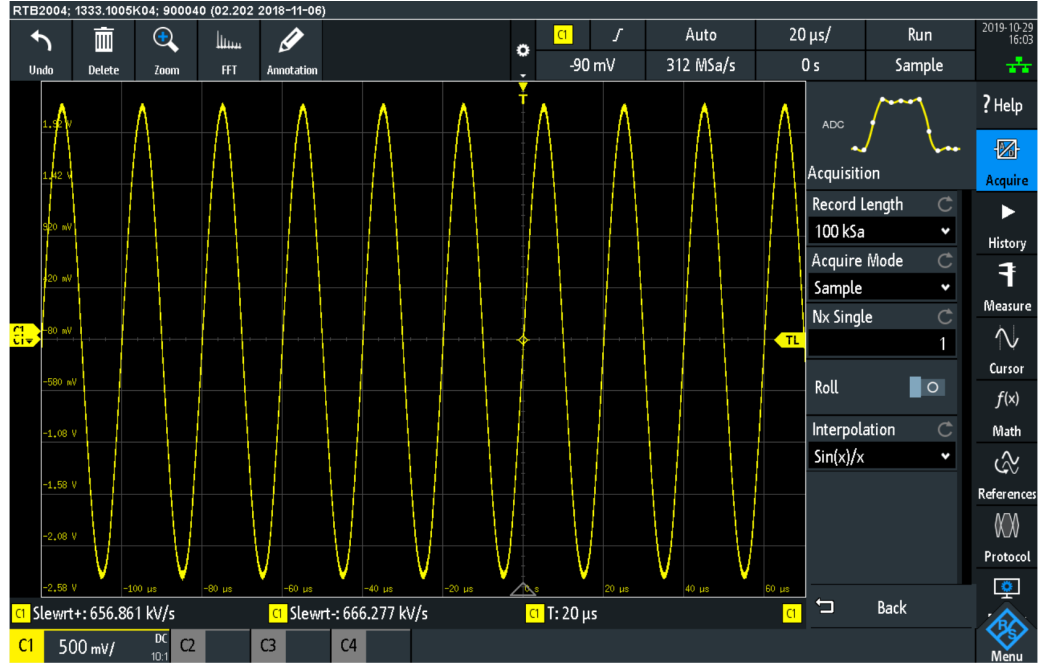 RTB2004; 1333.1005K04; 900040 (02.202 2018-11-06)
Undo
Delete
Zoom
FFT
Annotation
C1
Auto
20 µs/
Run
-90 mV
312 MSa/s
0 s
Sample
2019-10-29
16:03
T
1.92 V
1.42 V
920 mV
420 mV
-80 mV
-580 mV
-1.08 V
-1.58 V
-2.08 V
-2.58 V
C1
C1
TL
-100 µs
-80 µs
-60 µs
-40 µs
-20 µs
0 s
20 µs
40 µs
60 µs
ADC
Acquisition
Record Length
100 kSa
Acquire Mode
Sample
Nx Single
1
Roll
Interpolation
Sin(x)/x
Back
? Help
Acquire
History
Measure
Cursor
f(x)
Math
References
Protocol
R&S
Menu
C1 Slewrt+: 656.861 kV/s
C1 Slewrt-: 666.277 kV/s
C1 T: 20 µs
C1
C1 500 mV/
DC
10:1
C2
C3
C4